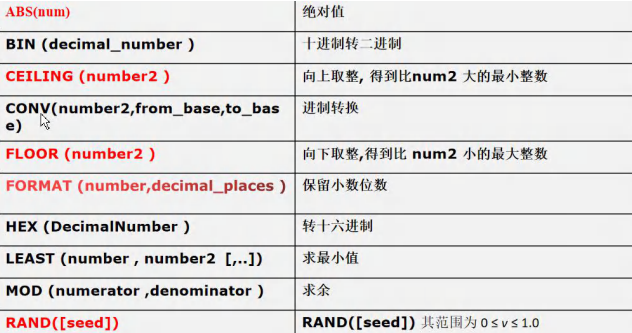 ABS(num) 绝对值
BIN (decimal_number ) 十进制转二进制
CEILING (number2 ) 向上取整, 得到比num2 大的最小整数
CONV(number2,from_base,to_bas 进制转换
e)
FLOOR (number2 ) 向下取整,得到比 num2 小的最大整数
FORMAT (number,decimal_places ) 保留小数位数
HEX (DecimalNumber ) 转十六进制
LEAST (number , number2 [,..]) 求最小值
MOD (numerator ,denominator ) 求余
RAND([seed]) RAND([seed]) 其范围为 0 ≤ v ≤ 1.0